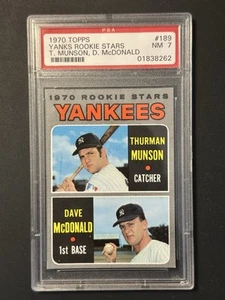 PSA
1970 TOPPS #189
YANKS ROOKIE STARS NM 7
T. MUNSON, D. McDONALD
01838262
1970 ROOKIE STARS
YANKEES
THURMAN
MUNSON
CATCHER
DAVE
McDONALD
1st BASE